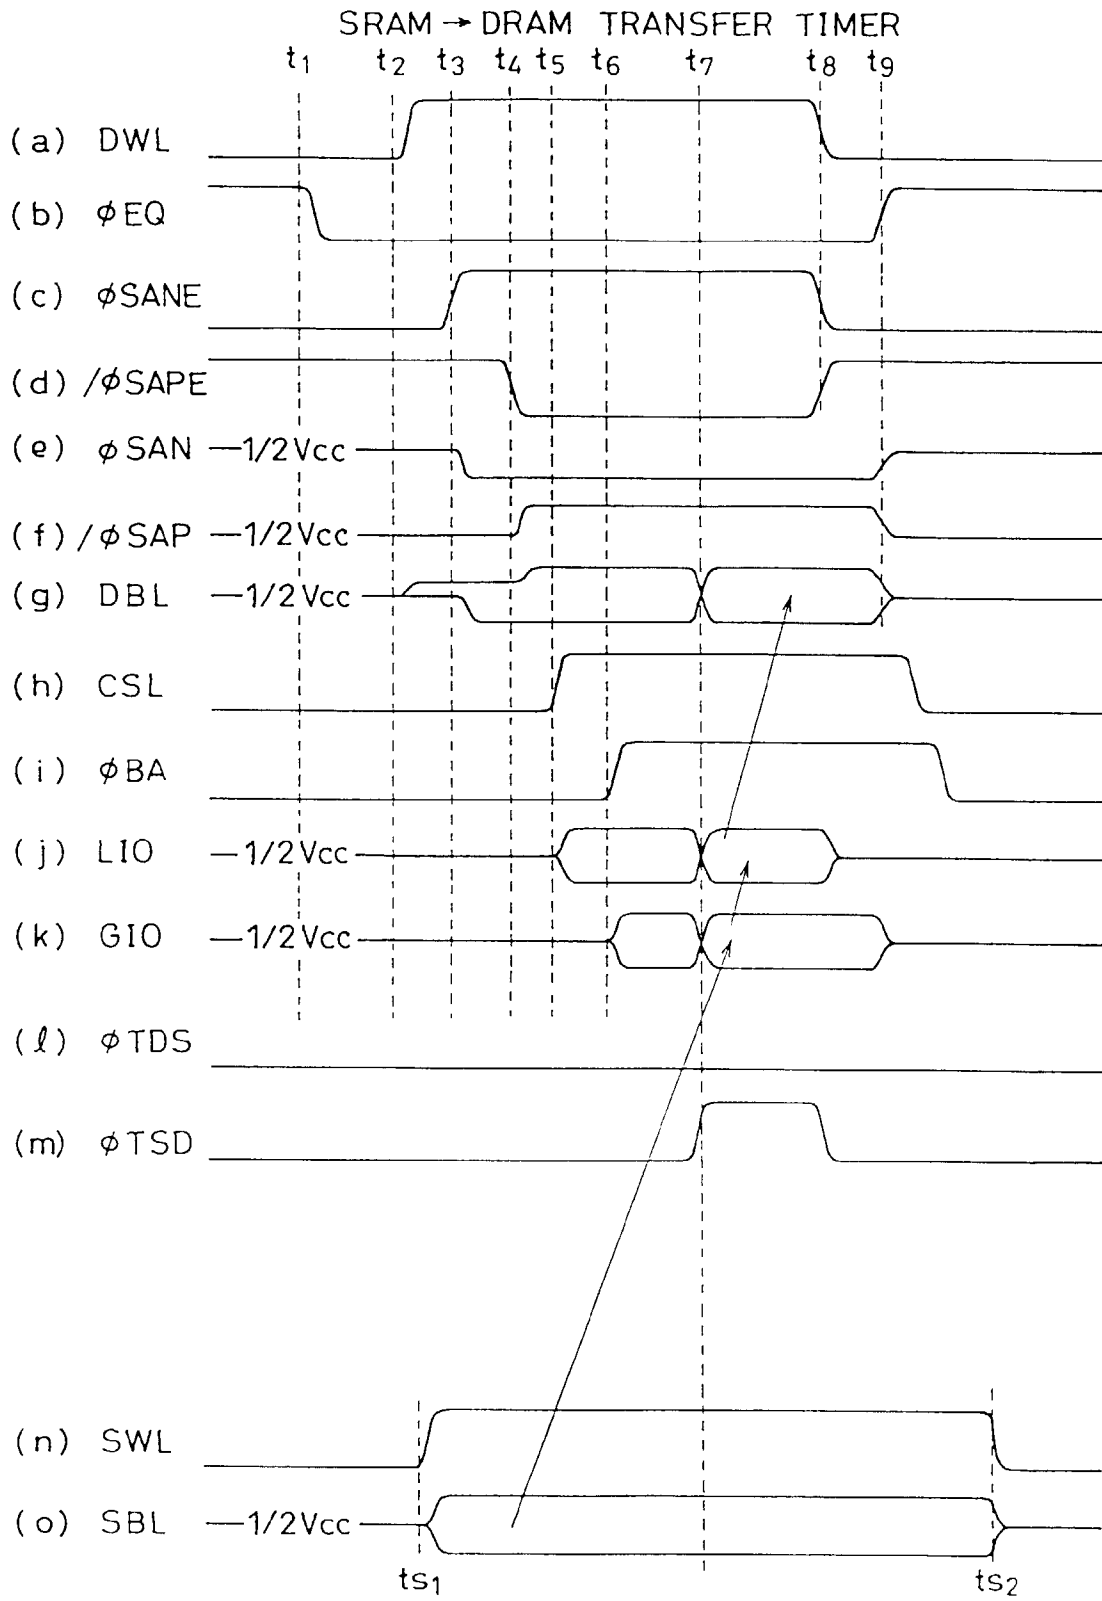 SRAM → DRAM TRANSFER TIMER
t1 t2 t3 t4 t5 t6 t7 t8 t9
(a) DWL
(b) φEQ
(c) φSANE
(d) /φSAPE
(e) φSAN 1/2Vcc
(f) /φSAP 1/2Vcc
(g) DBL 1/2Vcc
(h) CSL
(i) φBA
(j) LIO 1/2Vcc
(k) GIO 1/2Vcc
(ℓ) φTDS
(m) φTSD
(n) SWL
(o) SBL 1/2Vcc
ts1 ts2